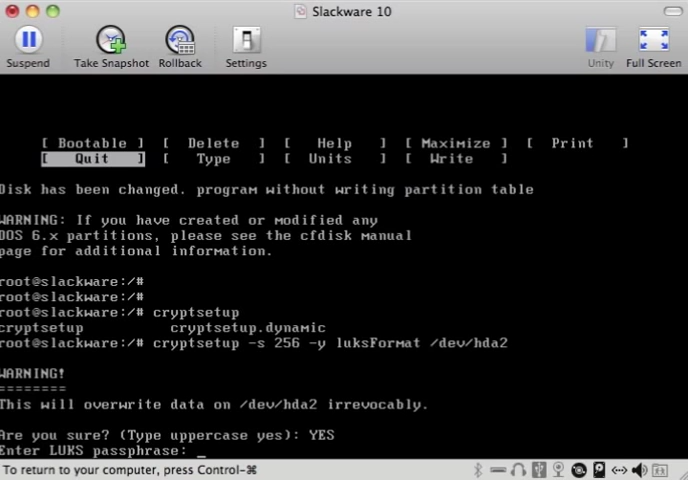 Slackware 10
Suspend
Take Snapshot
Rollback
Settings
Unity
Full Screen
[ Bootable ] [ Delete ] [ Help ] [ Maximize ] [ Print ]
[ Quit ] [ Type ] [ Units ] [ Write ]
Disk has been changed. program without writing partition table
WARNING: If you have created or modified any
DOS 6.x partitions, please see the cfdisk manual
page for additional information.
root@slackware:/#
root@slackware:/#
root@slackware:/# cryptsetup
cryptsetup cryptsetup.dynamic
root@slackware:/# cryptsetup -s 256 -y luksFormat /dev/hda2
WARNING!
========
This will overwrite data on /dev/hda2 irrevocably.
Are you sure? (Type uppercase yes): YES
Enter LUKS passphrase: _
To return to your computer, press Control-⌘